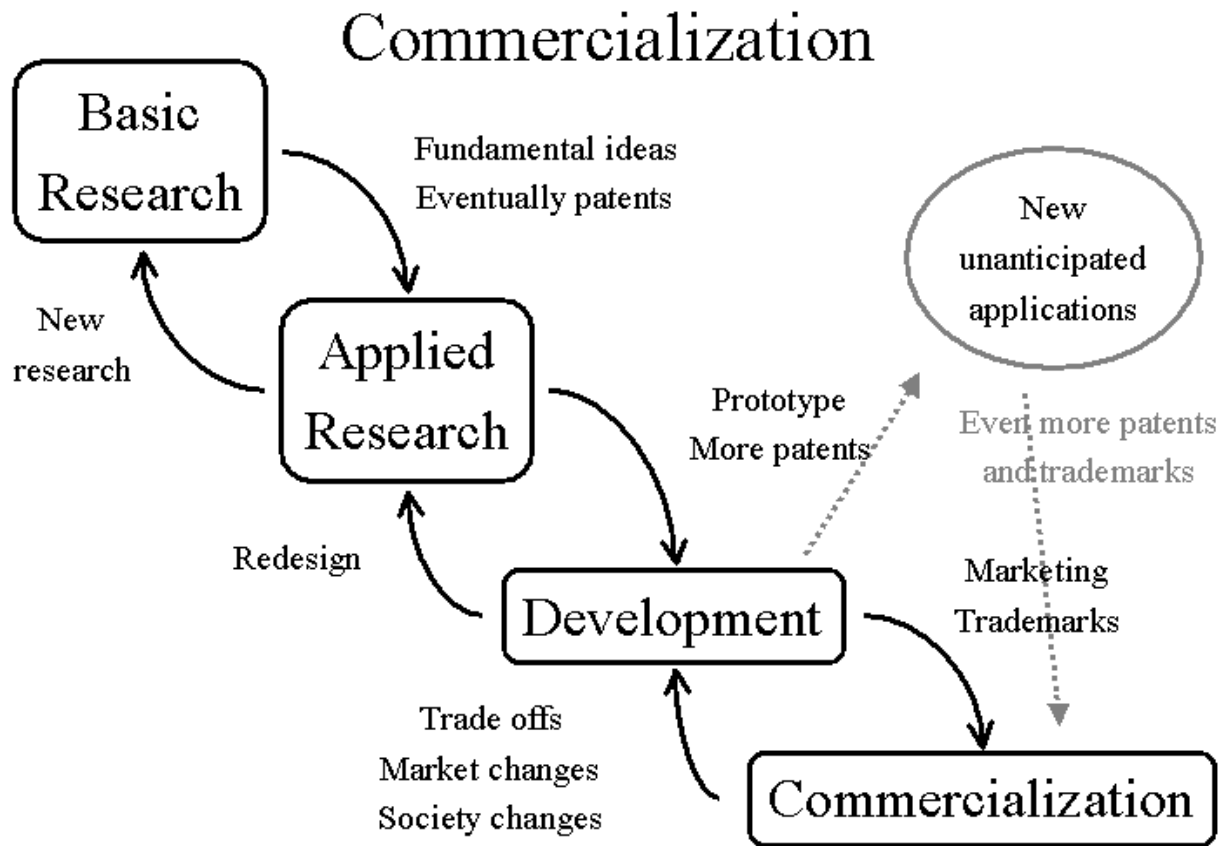 Commercialization
Basic
Research
Fundamental ideas
Eventually patents
New
unanticipated
applications
New
research
Applied
Research
Prototype
More patents
Even more patents
and trademarks
Redesign
Development
Marketing
Trademarks
Trade offs
Market changes
Society changes
Commercialization